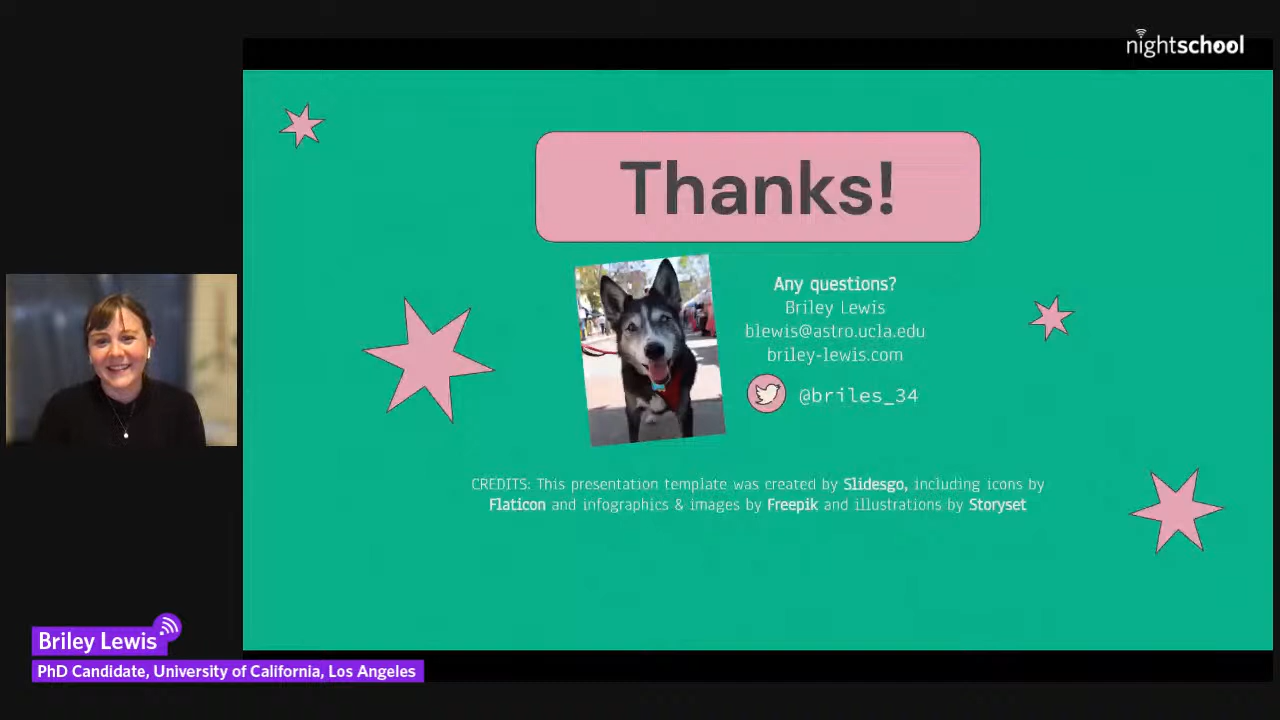 nightschool
Thanks!
Any questions?
Briley Lewis
blewis@astro.ucla.edu
briley-lewis.com
@briles_34
CREDITS: This presentation template was created by Slidesgo, including icons by
Flaticon and infographics & images by Freepik and illustrations by Storyset
Briley Lewis
PhD Candidate, University of California, Los Angeles